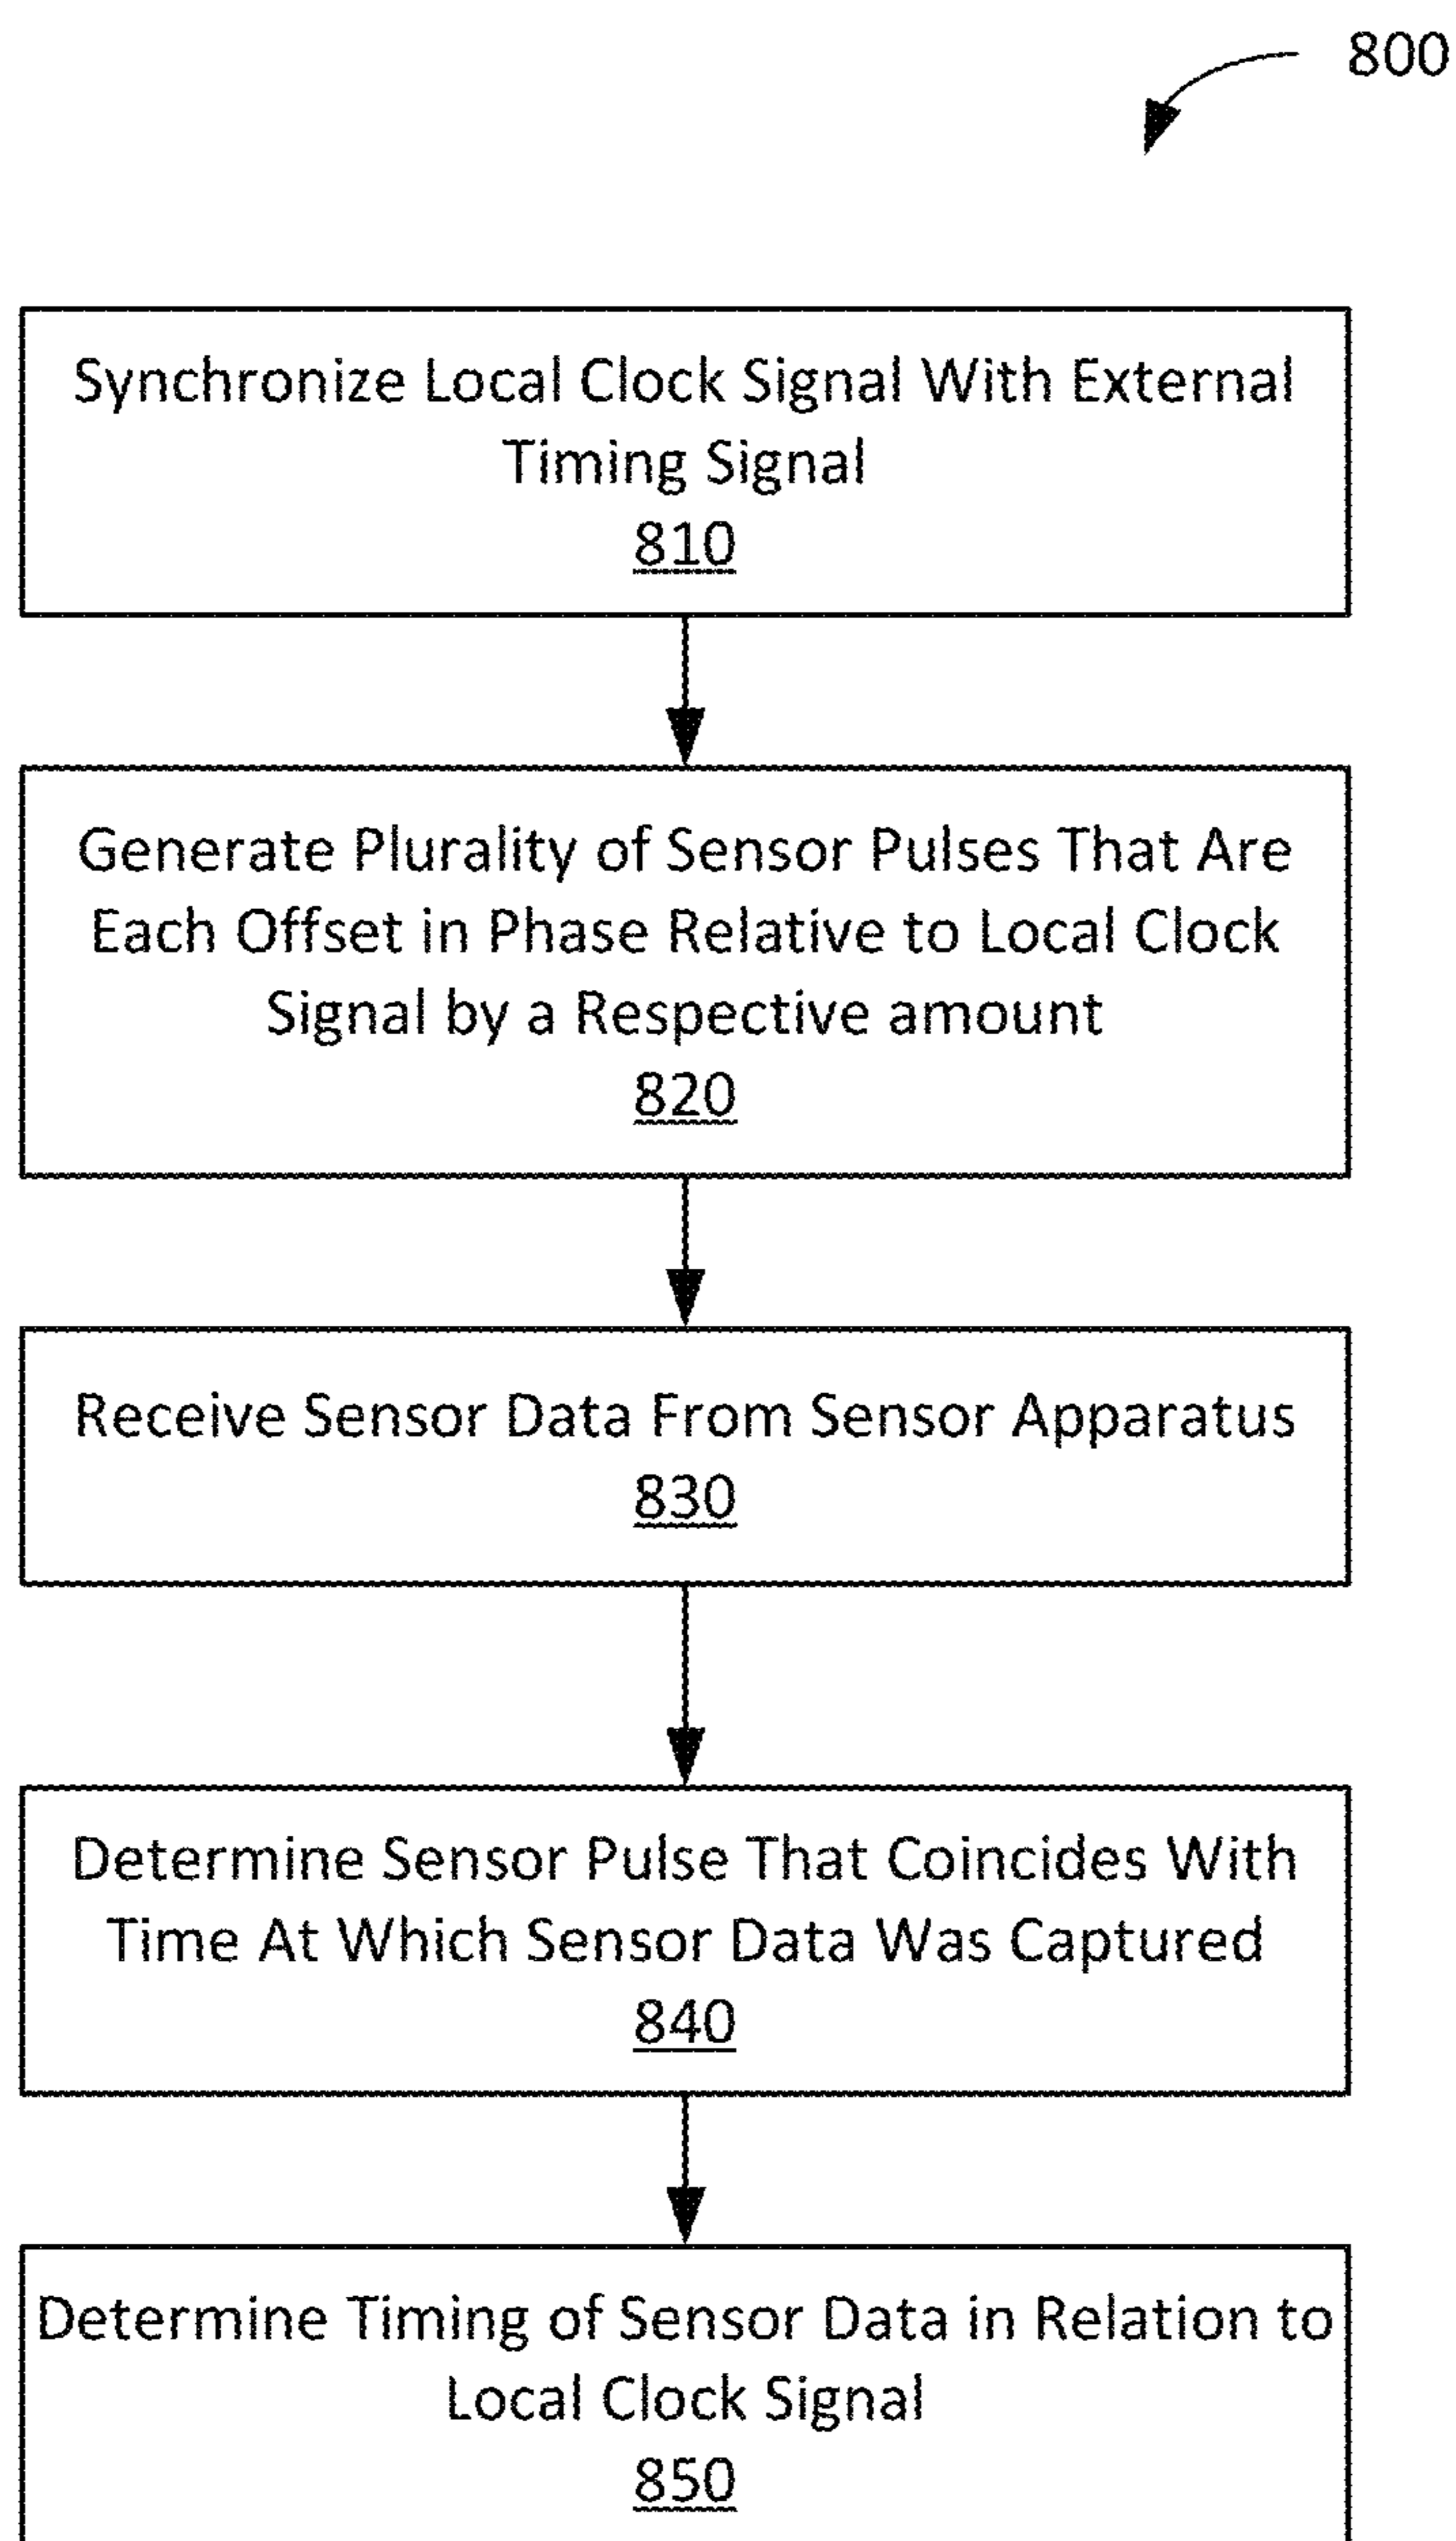 800
Synchronize Local Clock Signal With External
Timing Signal
810
Generate Plurality of Sensor Pulses That Are
Each Offset in Phase Relative to Local Clock
Signal by a Respective amount
820
Receive Sensor Data From Sensor Apparatus
830
Determine Sensor Pulse That Coincides With
Time At Which Sensor Data Was Captured
840
Determine Timing of Sensor Data in Relation to
Local Clock Signal
850